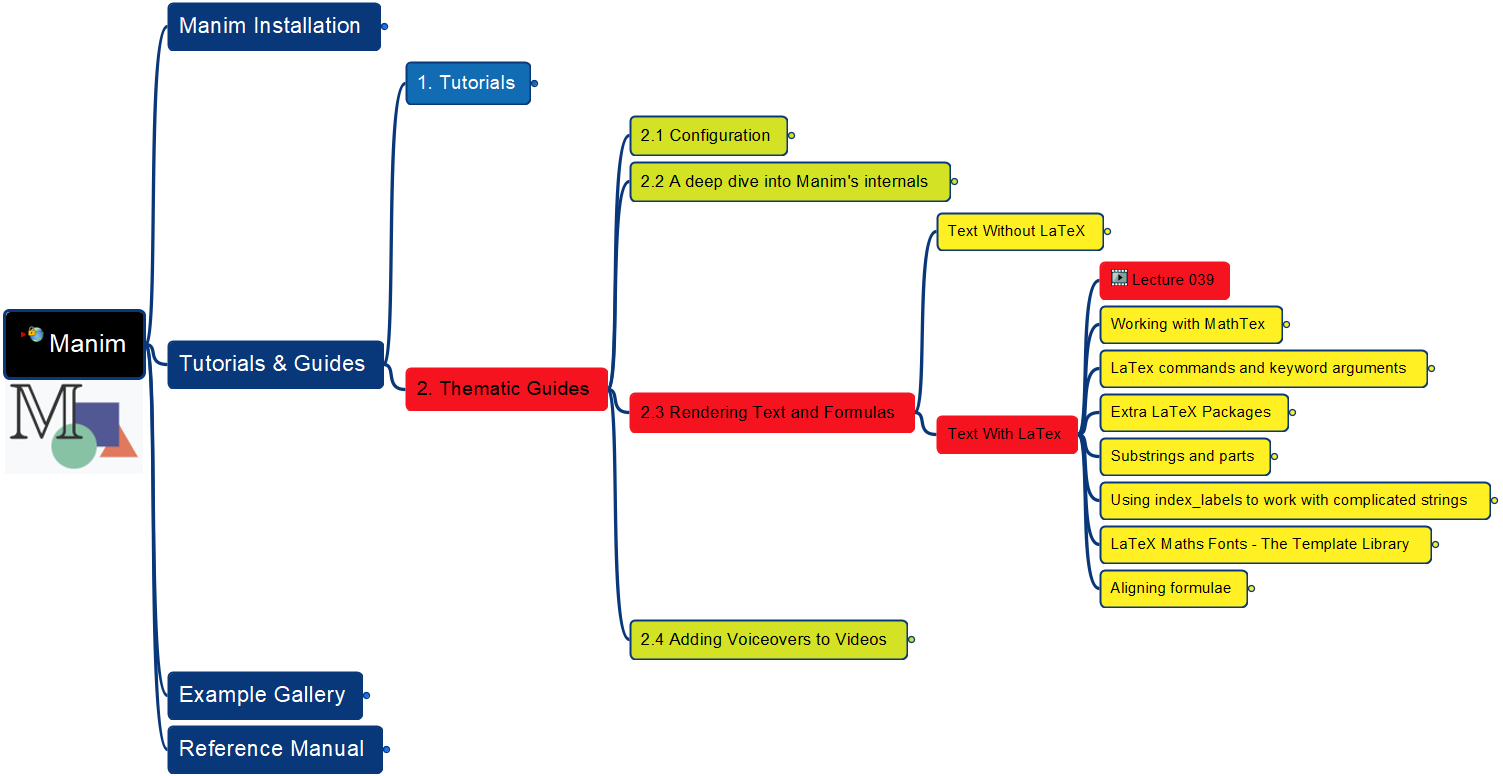 Manim Installation
1. Tutorials
2.1 Configuration
2.2 A deep dive into Manim's internals
Text Without LaTeX
Lecture 039
Working with MathTex
Manim
Tutorials & Guides
LaTex commands and keyword arguments
2. Thematic Guides
M
2.3 Rendering Text and Formulas
Extra LaTeX Packages
Text With LaTex
Substrings and parts
Using index_labels to work with complicated strings
LaTeX Maths Fonts - The Template Library
Aligning formulae
2.4 Adding Voiceovers to Videos
Example Gallery
Reference Manual